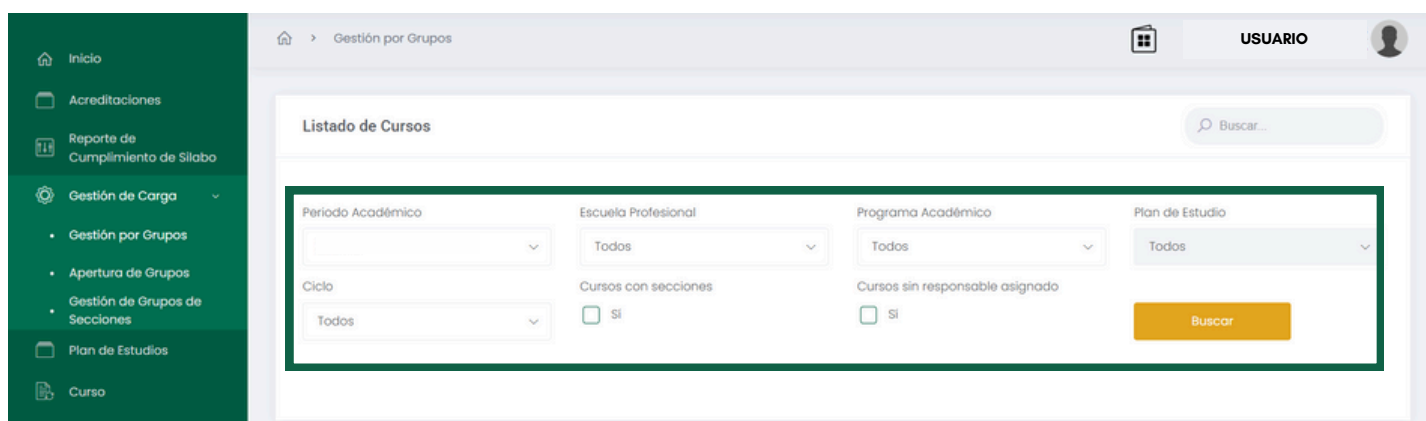 Inicio
Acreditaciones
Reporte de
Cumplimiento de Silabo
Gestión de Carga
Gestión por Grupos
Apertura de Grupos
Gestión de Grupos de
Secciones
Plan de Estudios
Curso
Gestión por Grupos
USUARIO
Listado de Cursos
Buscar...
Periodo Académico
Escuela Profesional
Programa Académico
Plan de Estudio
Todos
Todos
Todos
Ciclo
Cursos con secciones
Cursos sin responsable asignado
Todos
Si
Si
Buscar